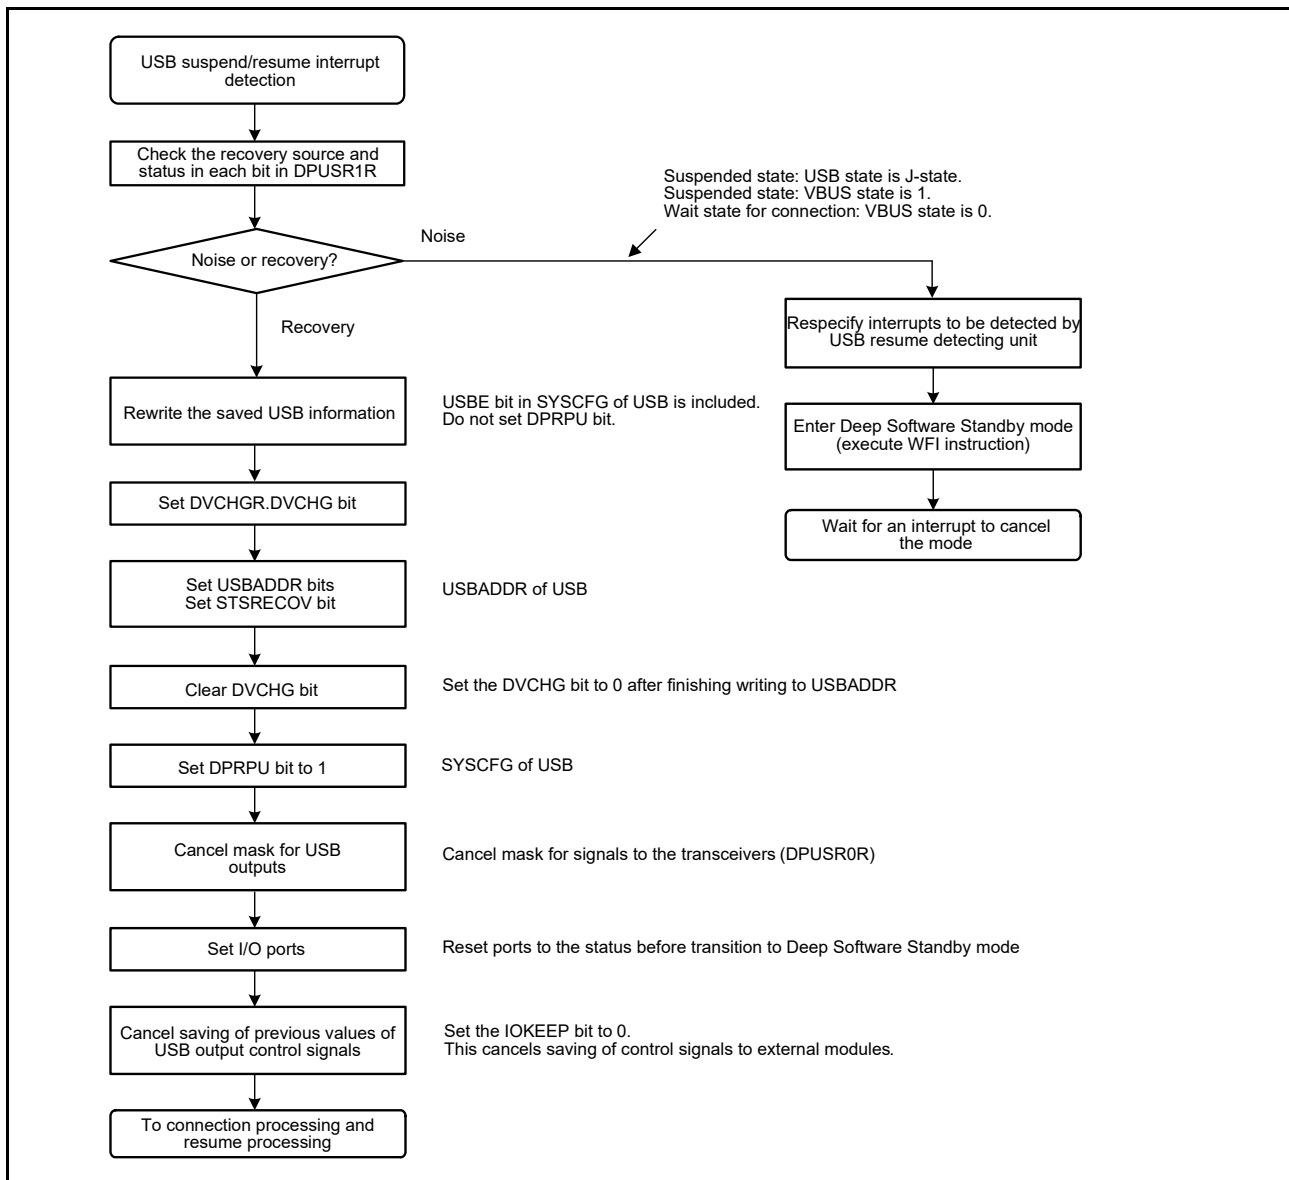 USB suspend/resume interrupt
detection
Check the recovery source and
status in each bit in DPUSR1R
Suspended state: USB state is J-state.
Suspended state: VBUS state is 1.
Wait state for connection: VBUS state is 0.
Noise
Noise or recovery?
Recovery
Respecify interrupts to be detected by
USB resume detecting unit
Rewrite the saved USB information
USBE bit in SYSCFG of USB is included.
Do not set DPRPU bit.
Enter Deep Software Standby mode
(execute WFI instruction)
Set DVCHGR.DVCHG bit
Wait for an interrupt to cancel
the mode
Set USBADDR bits
Set STSRECOV bit
USBADDR of USB
Clear DVCHG bit
Set the DVCHG bit to 0 after finishing writing to USBADDR
Set DPRPU bit to 1
SYSCFG of USB
Cancel mask for USB
outputs
Cancel mask for signals to the transceivers (DPUSR0R)
Set I/O ports
Reset ports to the status before transition to Deep Software Standby mode
Cancel saving of previous values of
USB output control signals
Set the IOKEEP bit to 0.
This cancels saving of control signals to external modules.
To connection processing and
resume processing